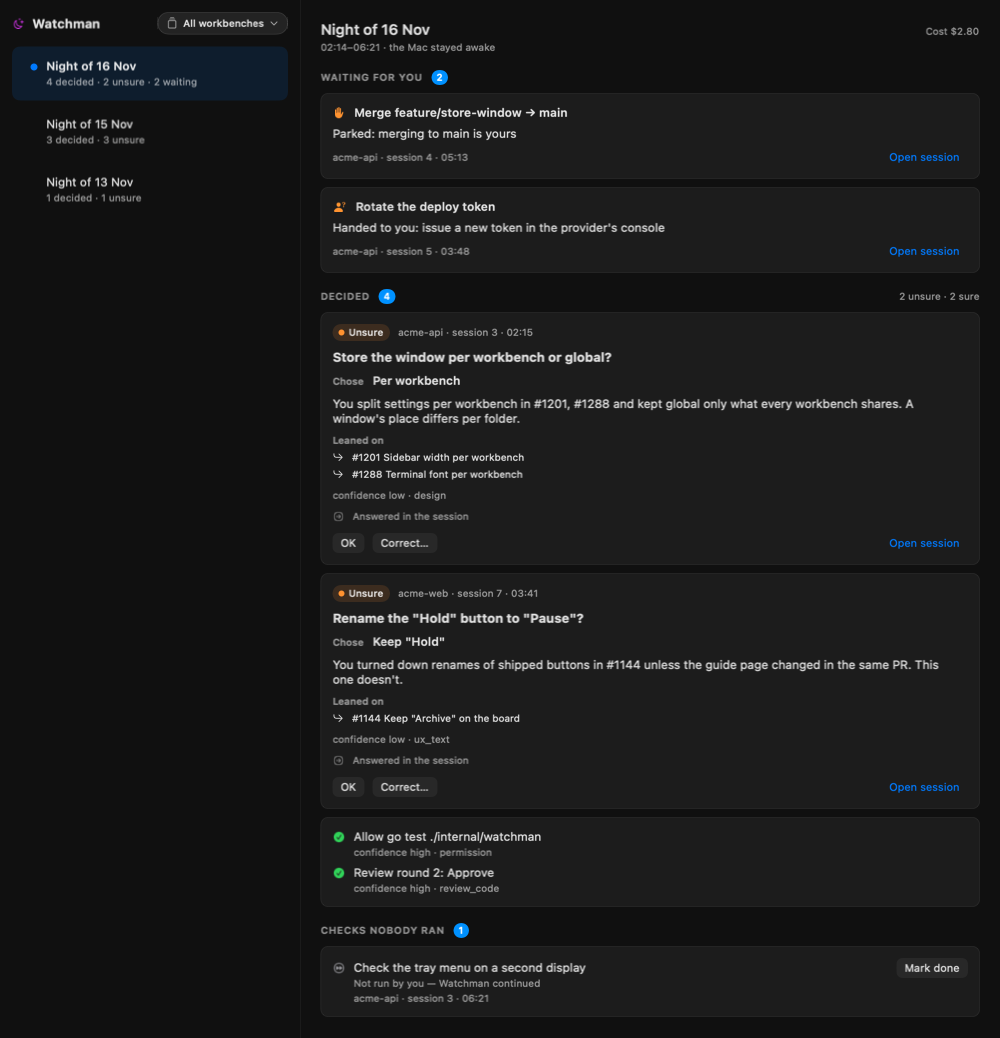 Watchman
All workbenches
Night of 16 Nov
4 decided · 2 unsure · 2 waiting
Night of 15 Nov
3 decided · 3 unsure
Night of 13 Nov
1 decided · 1 unsure
Night of 16 Nov
02:14–06:21 · the Mac stayed awake
Cost $2.80
WAITING FOR YOU 2
Merge feature/store-window → main
Parked: merging to main is yours
acme-api · session 4 · 05:13
Open session
Rotate the deploy token
Handed to you: issue a new token in the provider's console
acme-api · session 5 · 03:48
Open session
DECIDED 4
2 unsure · 2 sure
Unsure acme-api · session 3 · 02:15
Store the window per workbench or global?
Chose Per workbench
You split settings per workbench in #1201, #1288 and kept global only what every workbench shares. A
window's place differs per folder.
Leaned on
#1201 Sidebar width per workbench
#1288 Terminal font per workbench
confidence low · design
Answered in the session
OK Correct... Open session
Unsure acme-web · session 7 · 03:41
Rename the "Hold" button to "Pause"?
Chose Keep "Hold"
You turned down renames of shipped buttons in #1144 unless the guide page changed in the same PR. This
one doesn't.
Leaned on
#1144 Keep "Archive" on the board
confidence low · ux_text
Answered in the session
OK Correct... Open session
Allow go test ./internal/watchman
confidence high · permission
Review round 2: Approve
confidence high · review_code
CHECKS NOBODY RAN 1
Check the tray menu on a second display
Mark done
Not run by you — Watchman continued
acme-api · session 3 · 06:21